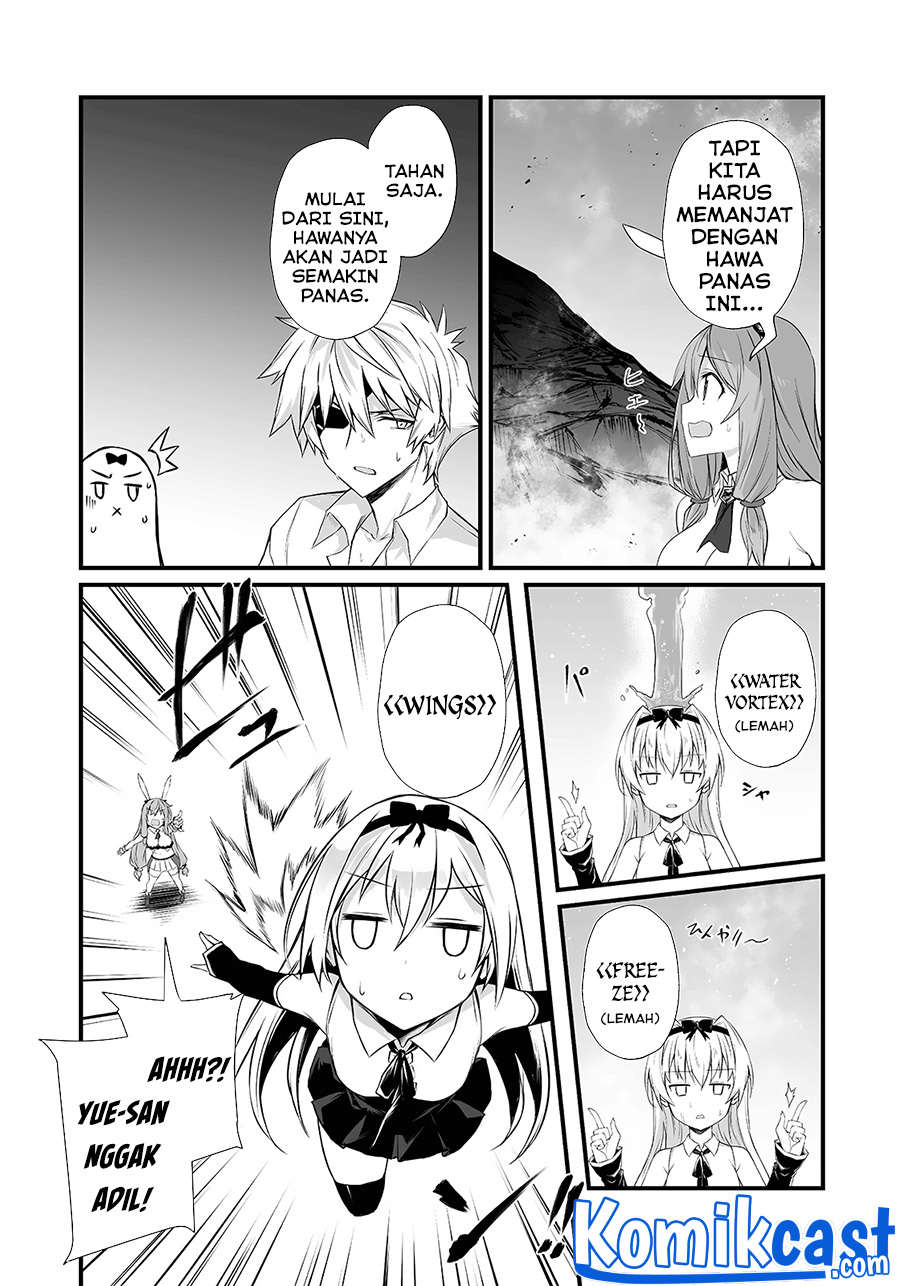 TAPI
KITA
HARUS
MEMANJAT
DENGAN
HAWA
PANAS
INI...
ヒエ〜
TAHAN
SAJA.
MULAI
DARI SINI,
HAWANYA
AKAN JADI
SEMAKIN
PANAS.
《WATER
VORTEX》
(LEMAH)
パシャ
《FREE-
ZE》
(LEMAH)
ひんやり〜
《WINGS》
AHHH?!
YUE-SAN
NGGAK
ADIL!
Komikcast
.com